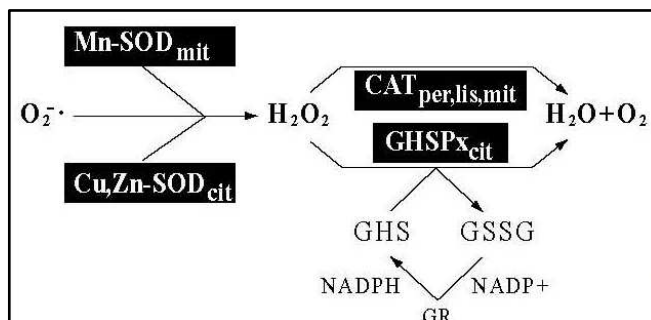 Mn-SOD mit
O₂⁻· H₂O₂ CAT per,lis,mit H₂O+O₂
GHSPx cit
Cu,Zn-SOD cit
GHS GSSG
NADPH NADP+
GR